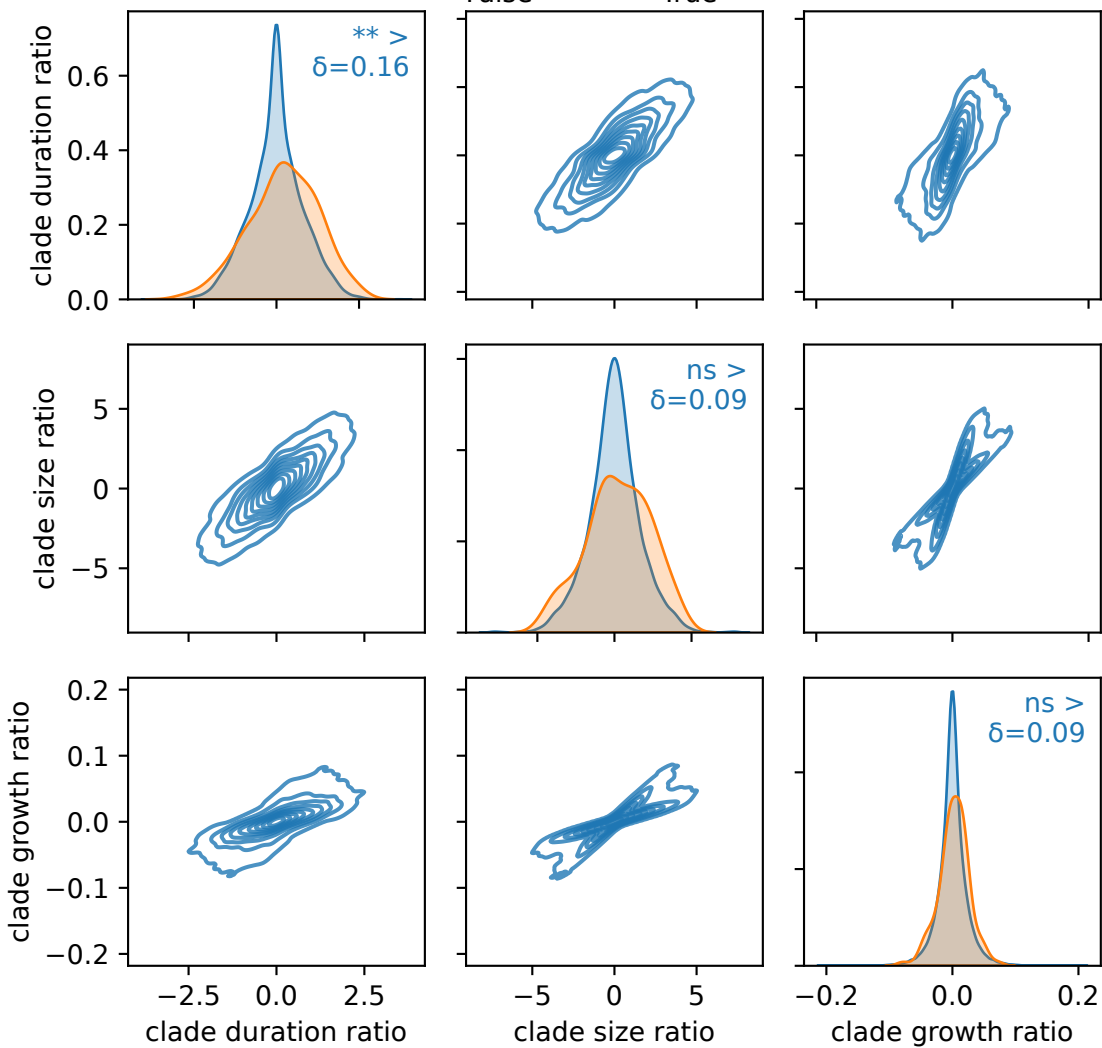 True
clade duration ratio
0.6
0.4
0.2
0.0
** >
δ=0.16
clade size ratio
5
0
−5
ns >
δ=0.09
clade growth ratio
0.2
0.1
0.0
−0.1
−0.2
ns >
δ=0.09
−2.5 0.0 2.5
clade duration ratio
−5 0 5
clade size ratio
−0.2 0.0 0.2
clade growth ratio